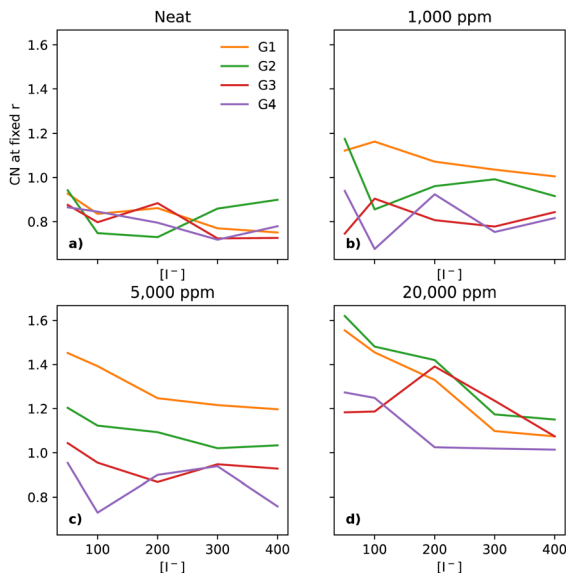 Neat
1,000 ppm
CN at fixed r
1.6
1.4
1.2
1.0
0.8
G1
G2
G3
G4
a)
b)
[I⁻]
[I⁻]
5,000 ppm
20,000 ppm
1.6
1.4
1.2
1.0
0.8
c)
d)
100 200 300 400
100 200 300 400
[I⁻]
[I⁻]